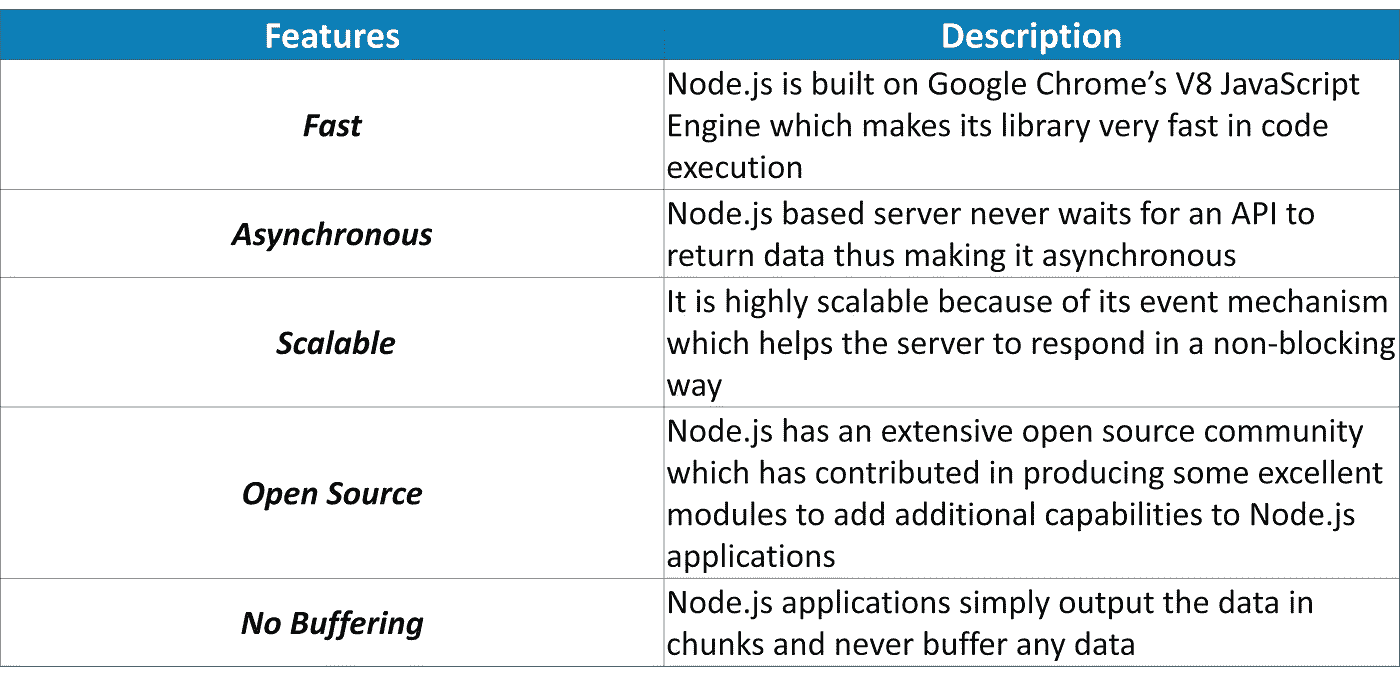 Features Description
Fast
Node.js is built on Google Chrome’s V8 JavaScript
Engine which makes its library very fast in code
execution
Asynchronous
Node.js based server never waits for an API to
return data thus making it asynchronous
Scalable
It is highly scalable because of its event mechanism
which helps the server to respond in a non-blocking
way
Open Source
Node.js has an extensive open source community
which has contributed in producing some excellent
modules to add additional capabilities to Node.js
applications
No Buffering
Node.js applications simply output the data in
chunks and never buffer any data